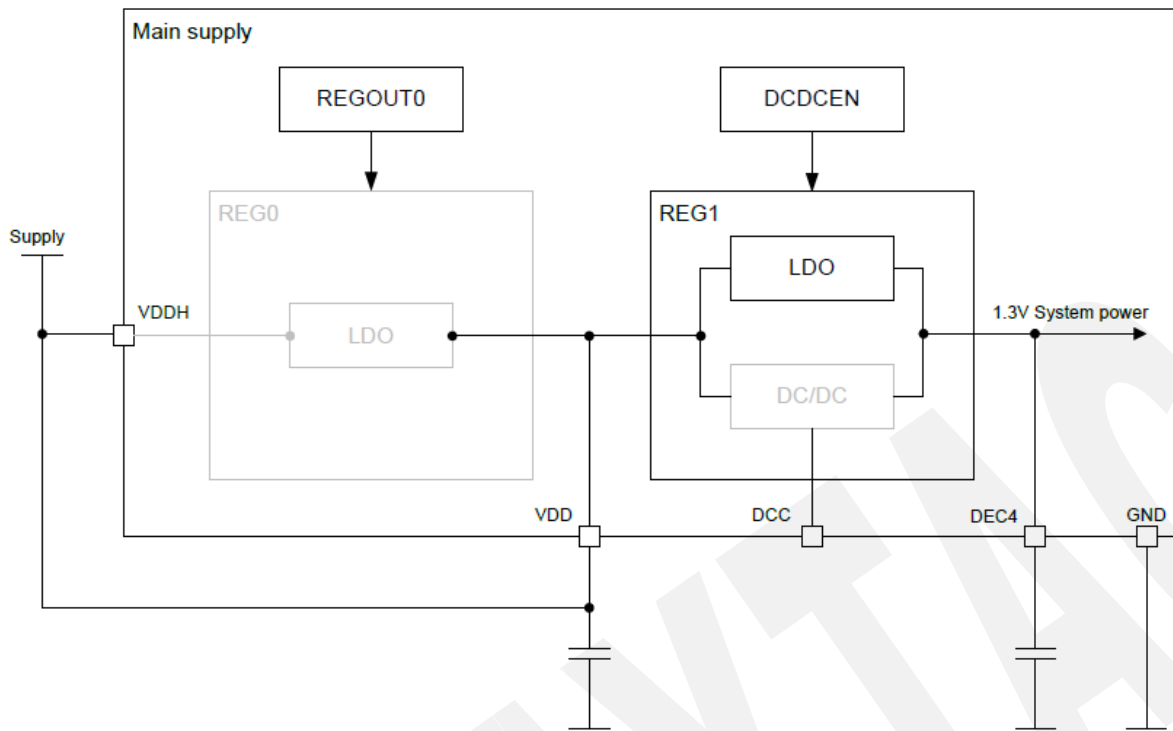 Main supply
REGOUT0
DCDCEN
REG0
REG1
Supply
LDO
VDDH
LDO
1.3V System power
DC/DC
VDD
DCC
DEC4
GND